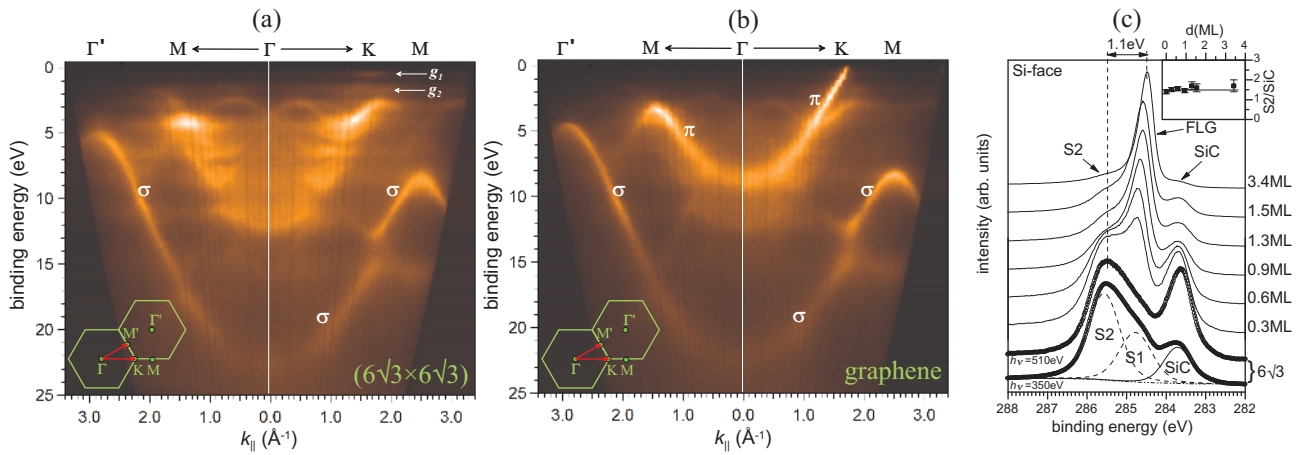 (a)
Γ' M Γ K M
g1
g2
σ
σ
σ
0
5
10
15
20
25
binding energy (eV)
M'
Γ'
Γ
K M
(6√3×6√3)
3.0 2.0 1.0 0.0 1.0 2.0 3.0
k|| (Å-1)
(b)
Γ' M Γ K M
π
π
σ
σ
σ
0
5
10
15
20
25
binding energy (eV)
M'
Γ'
Γ
K M
graphene
3.0 2.0 1.0 0.0 1.0 2.0 3.0
k|| (Å-1)
(c)
d(ML)
1.1eV
0 1 2 3 4
Si-face
3
2
1
0
S2/SiC
FLG
S2
SiC
3.4ML
1.5ML
1.3ML
0.9ML
0.6ML
0.3ML
S2
S1
SiC
hν=510eV
6√3
hν=350eV
intensity (arb. units)
288 287 286 285 284 283 282
binding energy (eV)